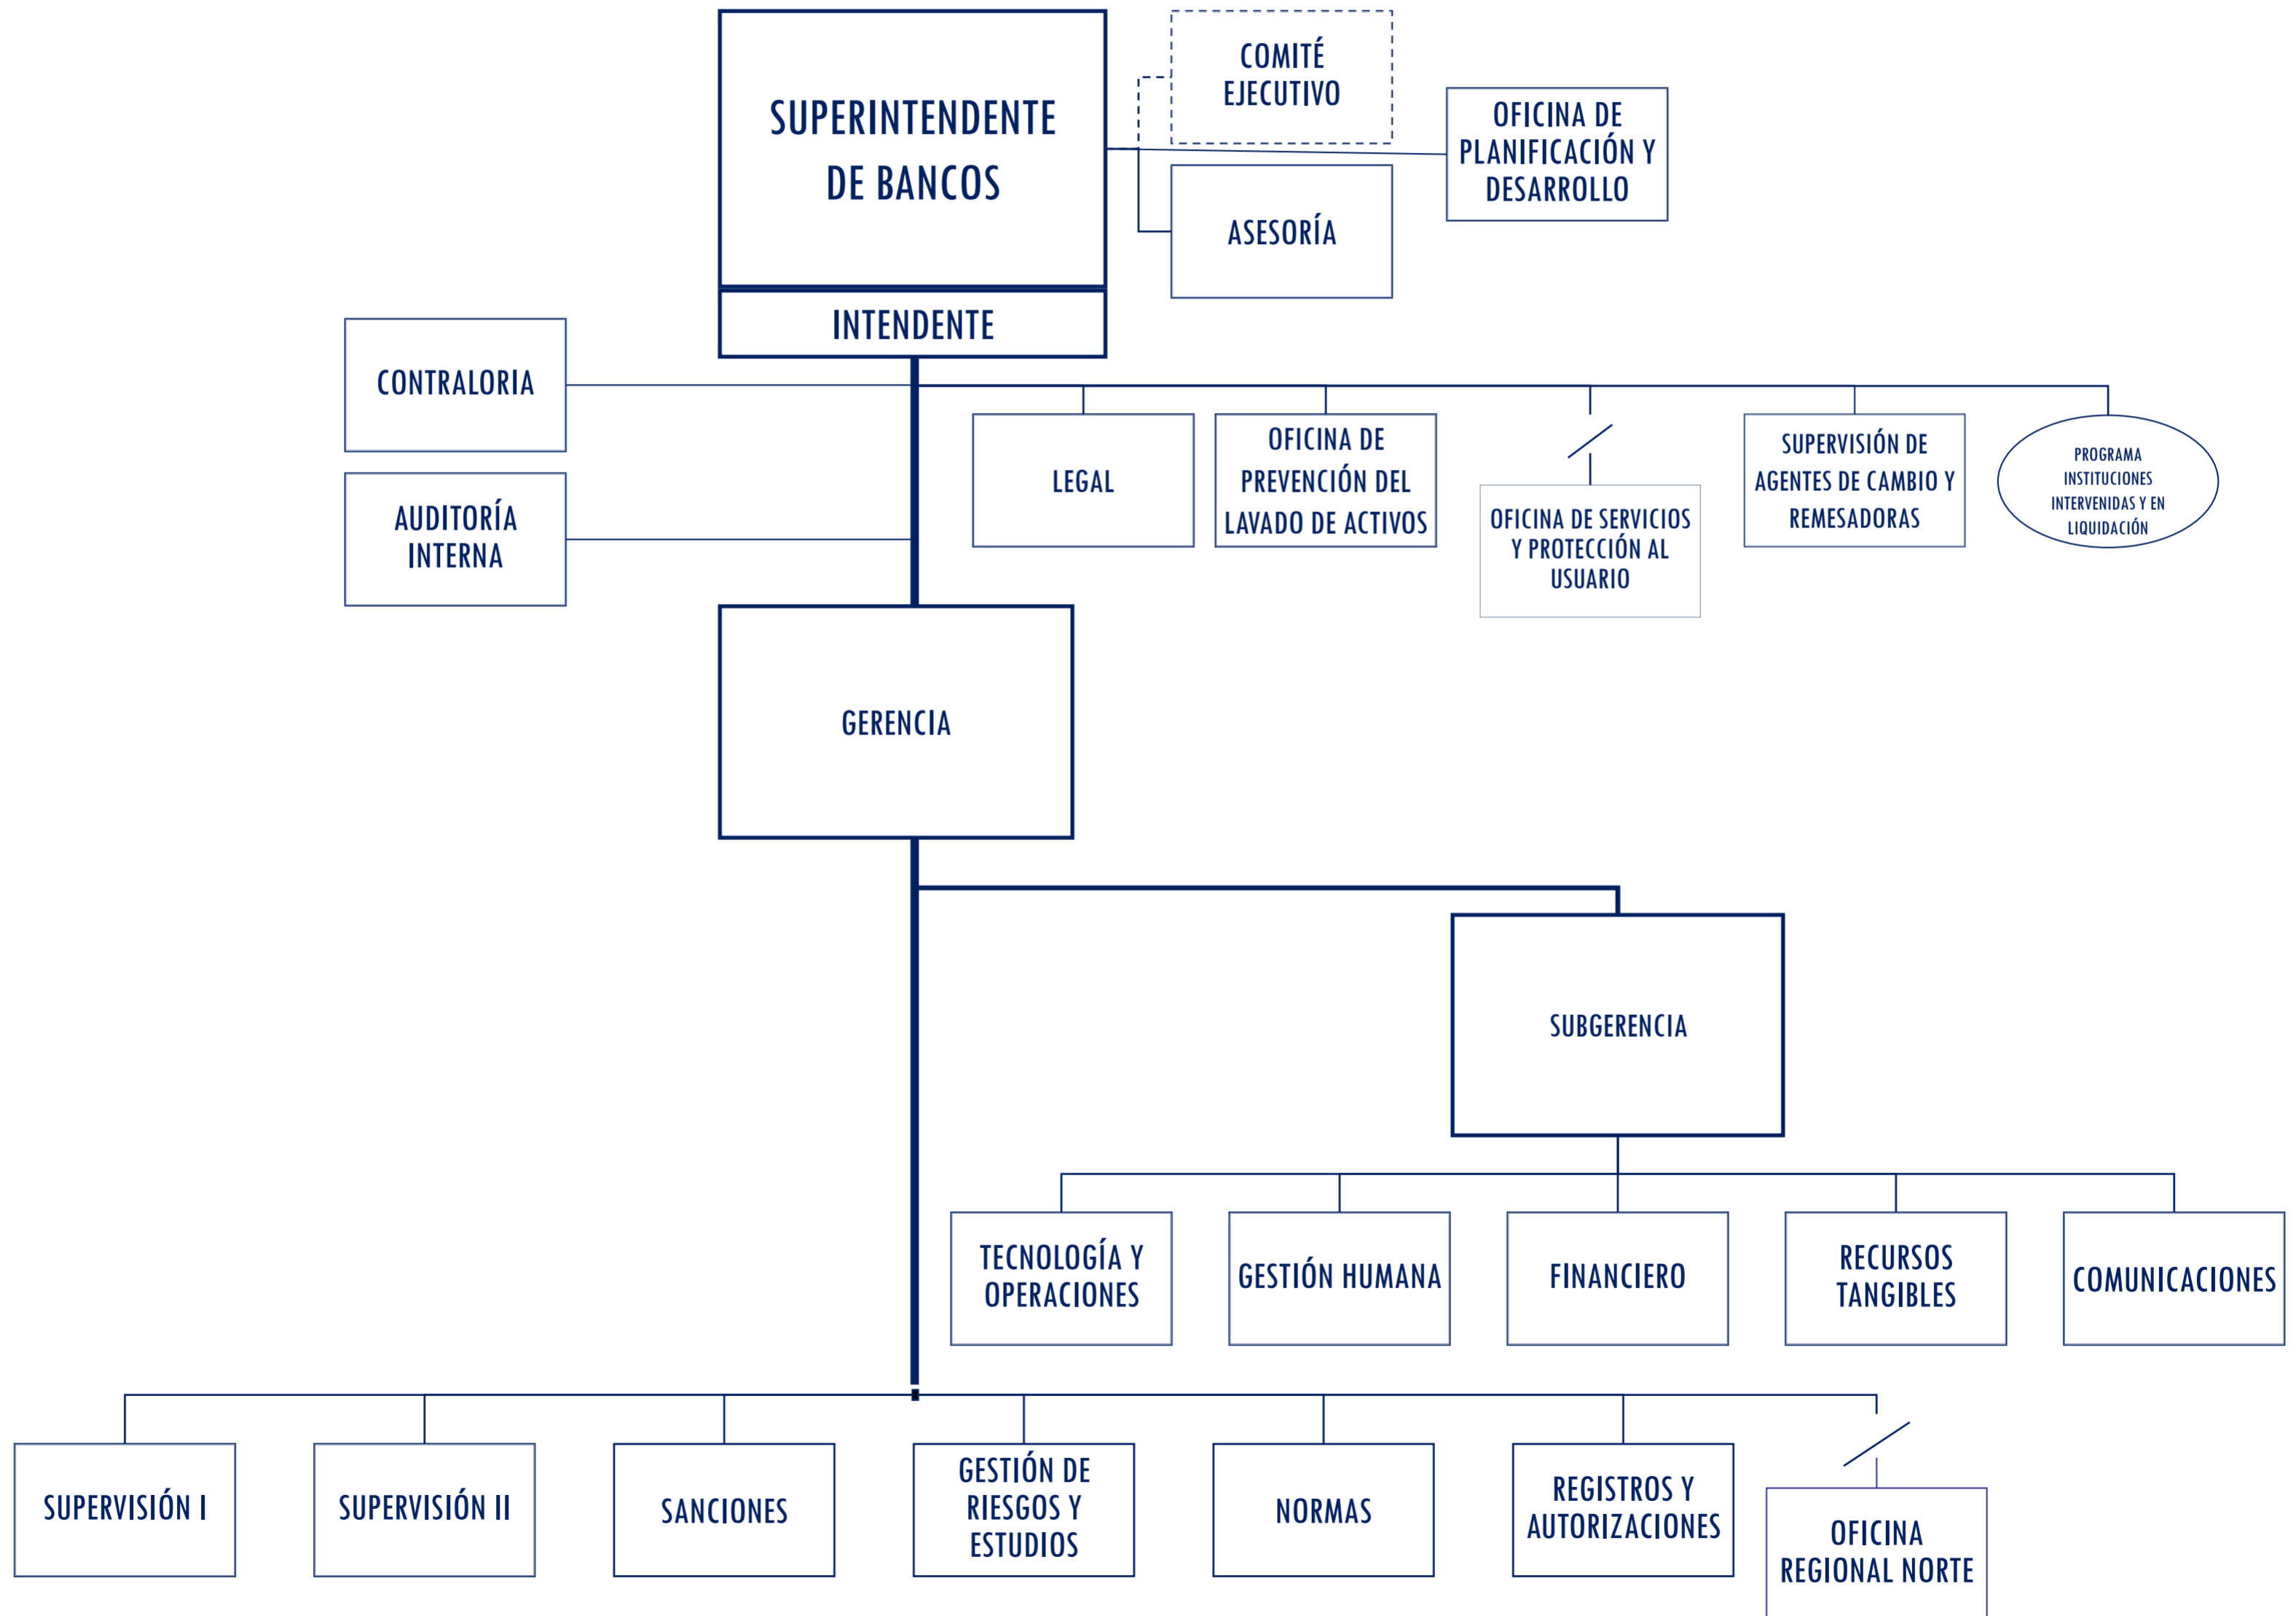 SUPERINTENDENTE
DE BANCOS
COMITÉ
EJECUTIVO
OFICINA DE
PLANIFICACIÓN Y
DESARROLLO
ASESORÍA
INTENDENTE
CONTRALORIA
AUDITORÍA
INTERNA
LEGAL
OFICINA DE
PREVENCIÓN DEL
LAVADO DE ACTIVOS
OFICINA DE SERVICIOS
Y PROTECCIÓN AL
USUARIO
SUPERVISIÓN DE
AGENTES DE CAMBIO Y
REMESADORAS
PROGRAMA
INSTITUCIONES
INTERVENIDAS Y EN
LIQUIDACIÓN
GERENCIA
SUBGERENCIA
TECNOLOGÍA Y
OPERACIONES
GESTIÓN HUMANA
FINANCIERO
RECURSOS
TANGIBLES
COMUNICACIONES
SUPERVISIÓN I
SUPERVISIÓN II
SANCIONES
GESTIÓN DE
RIESGOS Y
ESTUDIOS
NORMAS
REGISTROS Y
AUTORIZACIONES
OFICINA
REGIONAL NORTE